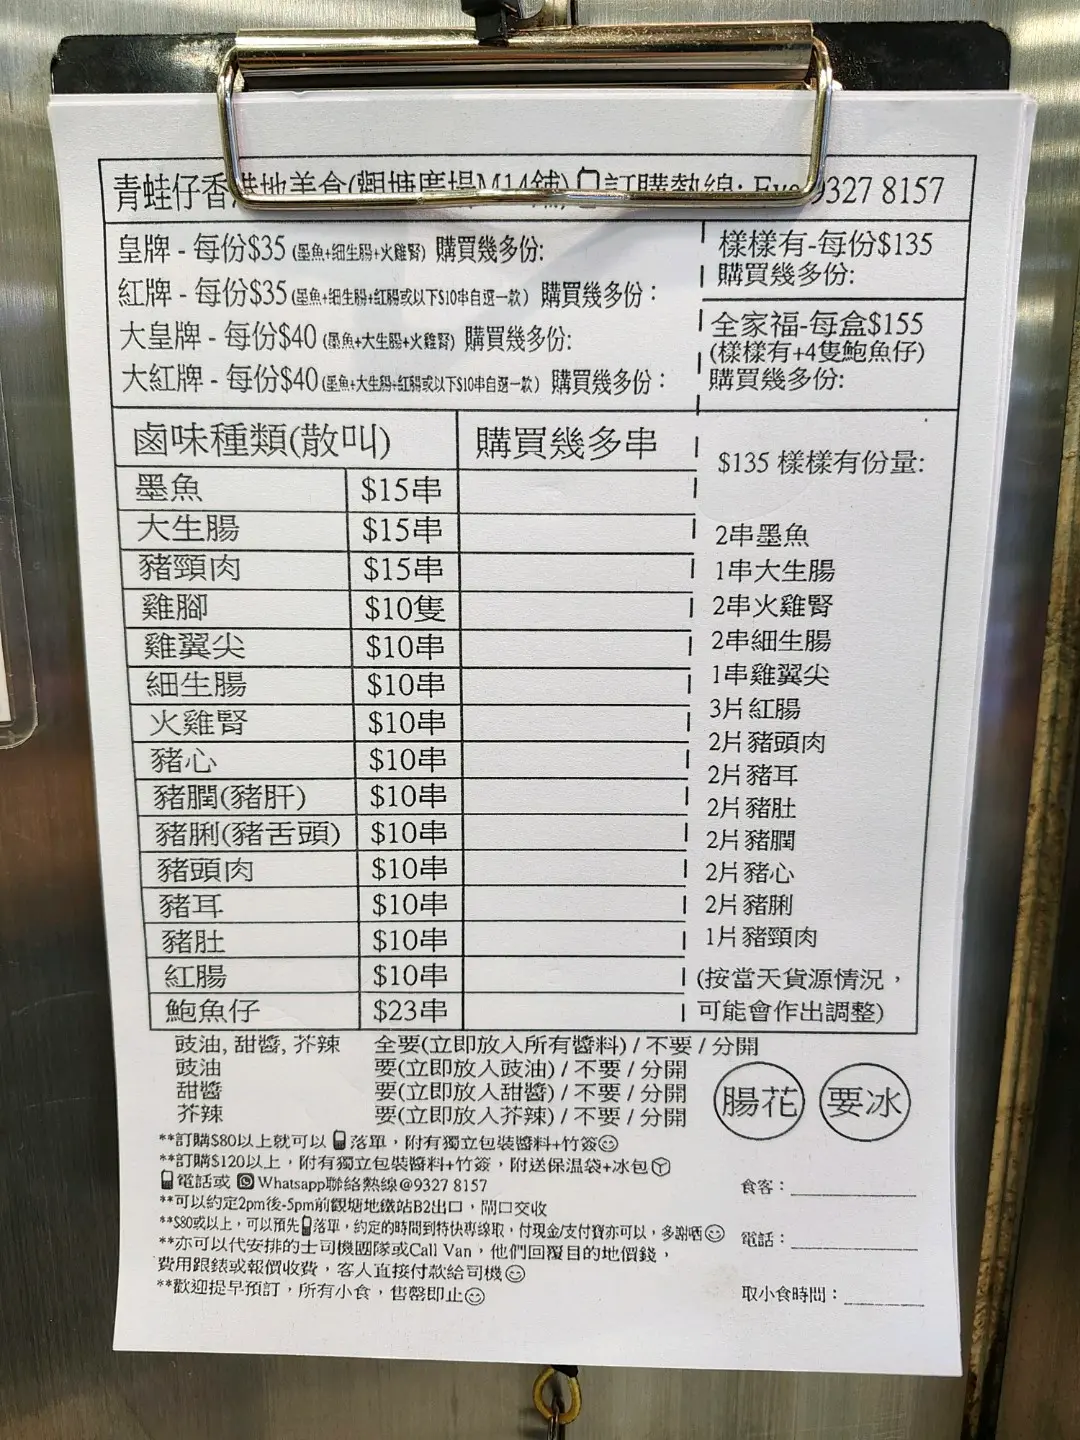 青蛙仔香港地美食(觀塘廣場M14鋪) 訂購熱線: Eva 9327 8157
皇牌 - 每份$35 (墨魚+細生腸+火雞腎) 購買幾多份:
紅牌 - 每份$35 (墨魚+細生腸+紅腸或以下$10串自選一款) 購買幾多份：
大皇牌 - 每份$40 (墨魚+大生腸+火雞腎) 購買幾多份:
大紅牌 - 每份$40 (墨魚+大生腸+紅腸或以下$10串自選一款) 購買幾多份：
樣樣有-每份$135
購買幾多份:
全家福-每盒$155
(樣樣有+4隻鮑魚仔)
購買幾多份:
鹵味種類(散叫) 購買幾多串
墨魚 $15串
大生腸 $15串
豬頸肉 $15串
雞腳 $10隻
雞翼尖 $10串
細生腸 $10串
火雞腎 $10串
豬心 $10串
豬膶(豬肝) $10串
豬脷(豬舌頭) $10串
豬頭肉 $10串
豬耳 $10串
豬肚 $10串
紅腸 $10串
鮑魚仔 $23串
$135 樣樣有份量:
2串墨魚
1串大生腸
2串火雞腎
2串細生腸
1串雞翼尖
3片紅腸
2片豬頭肉
2片豬耳
2片豬肚
2片豬膶
2片豬心
2片豬脷
1片豬頸肉
(按當天貨源情況，
可能會作出調整)
豉油, 甜醬, 芥辣 全要(立即放入所有醬料) / 不要 / 分開
豉油 要(立即放入豉油) / 不要 / 分開
甜醬 要(立即放入甜醬) / 不要 / 分開
芥辣 要(立即放入芥辣) / 不要 / 分開
腸花 要冰
**訂購$80以上就可以落單，附有獨立包裝醬料+竹簽
**訂購$120以上，附有獨立包裝醬料+竹簽，附送保温袋+冰包
電話或 Whatsapp聯絡熱線@9327 8157
**可以約定2pm後-5pm前觀塘地鐵站B2出口，閘口交收
**$80或以上，可以預先落單，約定的時間到特快專線取，付現金/支付寶亦可以，多謝晒
**亦可以代安排的士司機團隊或Call Van，他們回覆目的地價錢，
費用跟錶或報價收費，客人直接付款給司機
**歡迎提早預訂，所有小食，售罄即止
食客：
電話：
取小食時間：